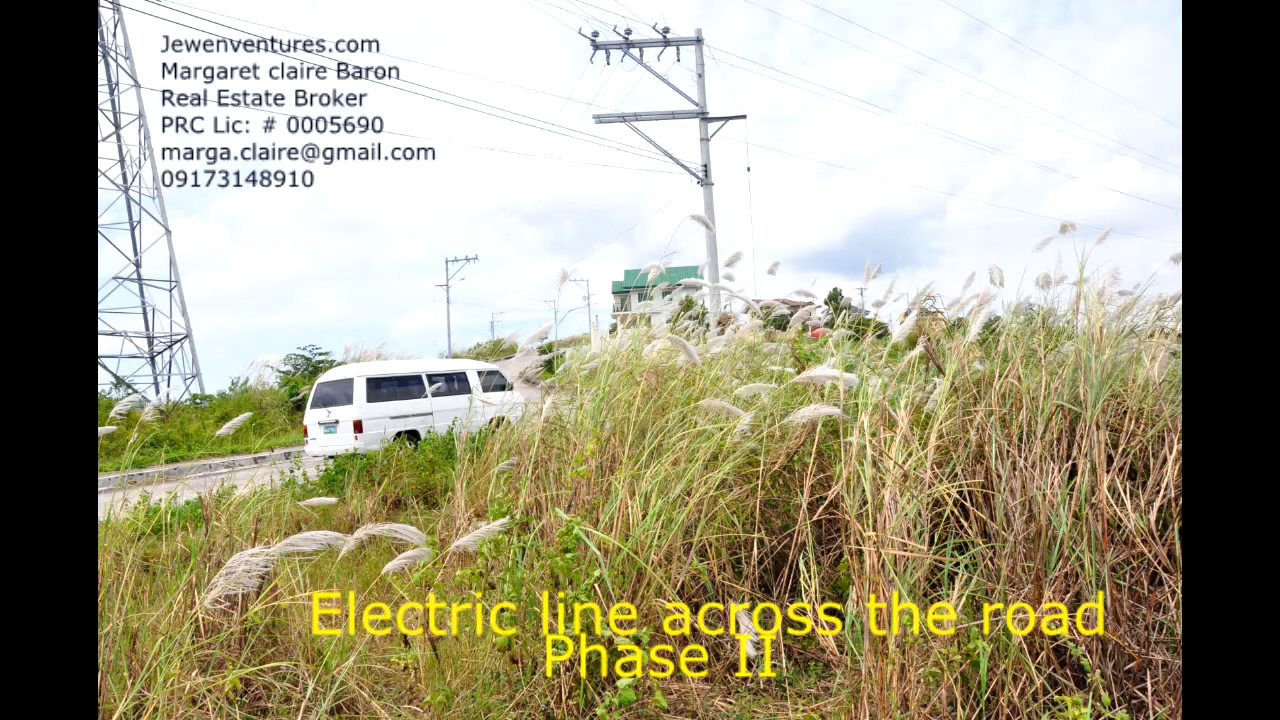 Jewenventures.com
Margaret claire Baron
Real Estate Broker
PRC Lic: # 0005690
marga.claire@gmail.com
09173148910
Electric line across the road
Phase II